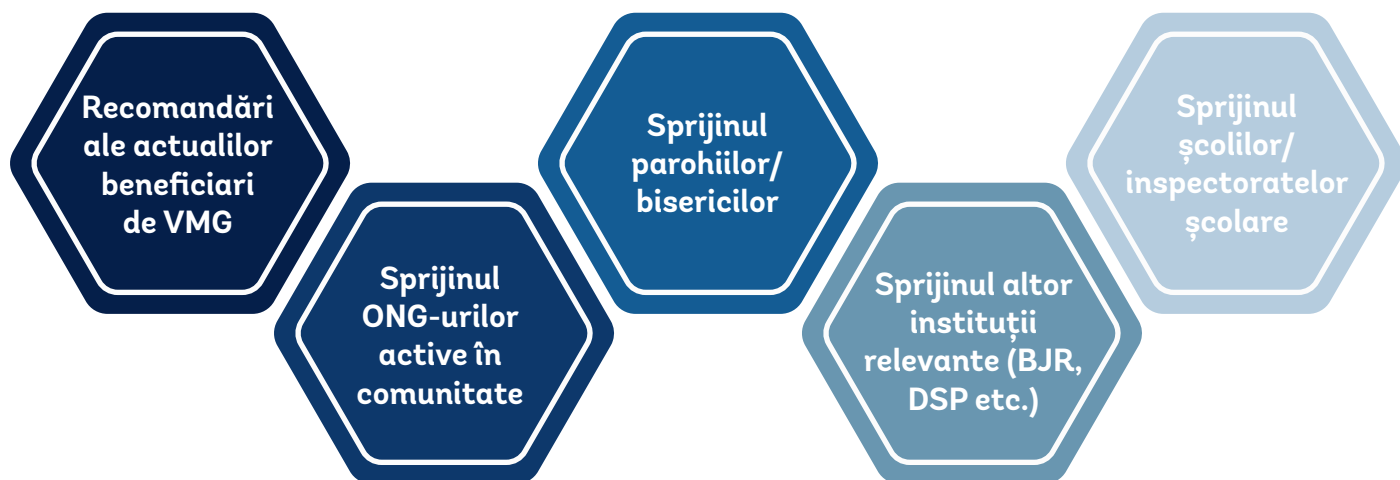 Recomandări
ale actualilor
beneficiari
de VMG
Sprijinul
ONG-urilor
active în
comunitate
Sprijinul
parohiilor/
bisericilor
Sprijinul altor
instituții
relevante (BJR,
DSP etc.)
Sprijinul
școlilor/
inspectoratelor
școlare